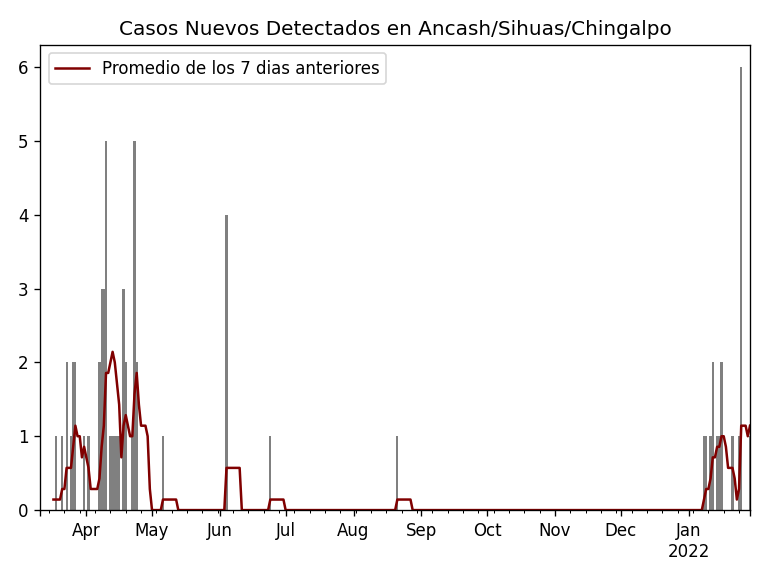 Casos Nuevos Detectados en Ancash/Sihuas/Chingalpo
Promedio de los 7 dias anteriores
6
5
4
3
2
1
0
Apr May Jun Jul Aug Sep Oct Nov Dec Jan
2022